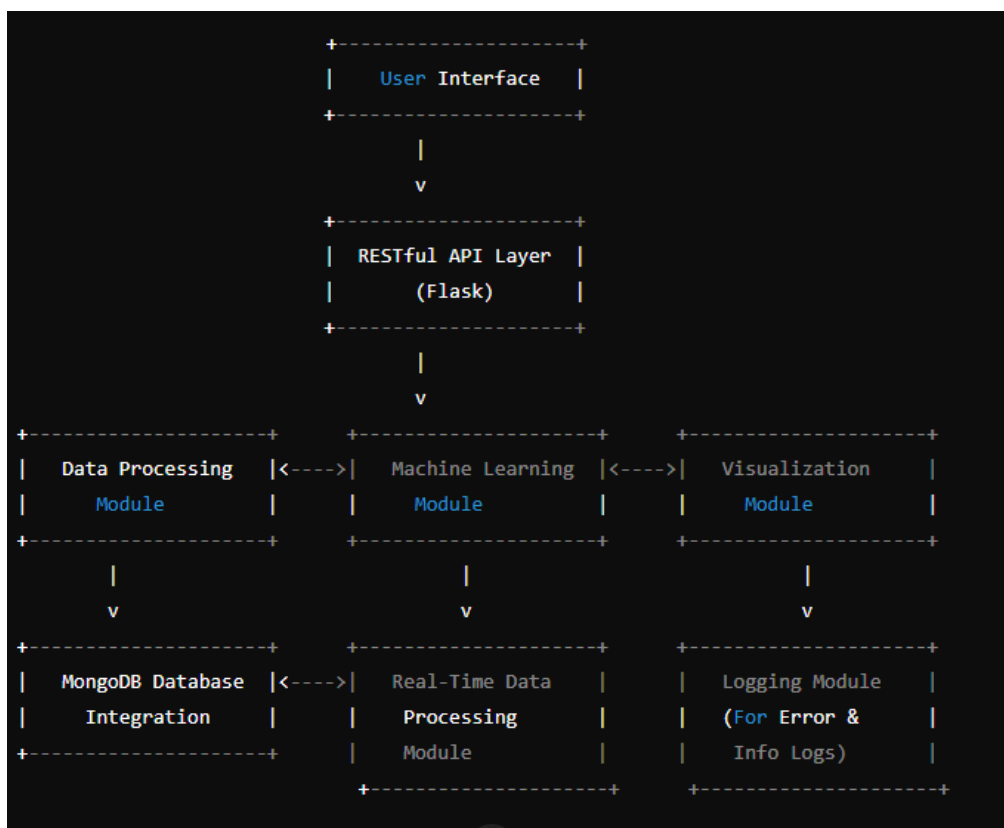 +---------------------+
|    User Interface   |
+---------------------+
|
v
+---------------------+
|  RESTful API Layer  |
|       (Flask)       |
+---------------------+
|
v
+---------------------+      +---------------------+      +---------------------+
|   Data Processing   |<---->|   Machine Learning  |<---->|   Visualization     |
|      Module         |      |     Module          |      |     Module          |
+---------------------+      +---------------------+      +---------------------+
|                              |                             |
v                              v                             v
+---------------------+      +---------------------+      +---------------------+
|   MongoDB Database  |<---->|   Real-Time Data    |      |   Logging Module    |
|     Integration     |      |    Processing       |      |   (For Error &      |
+---------------------+      |    Module           |      |    Info Logs)       |
+---------------------+      +---------------------+